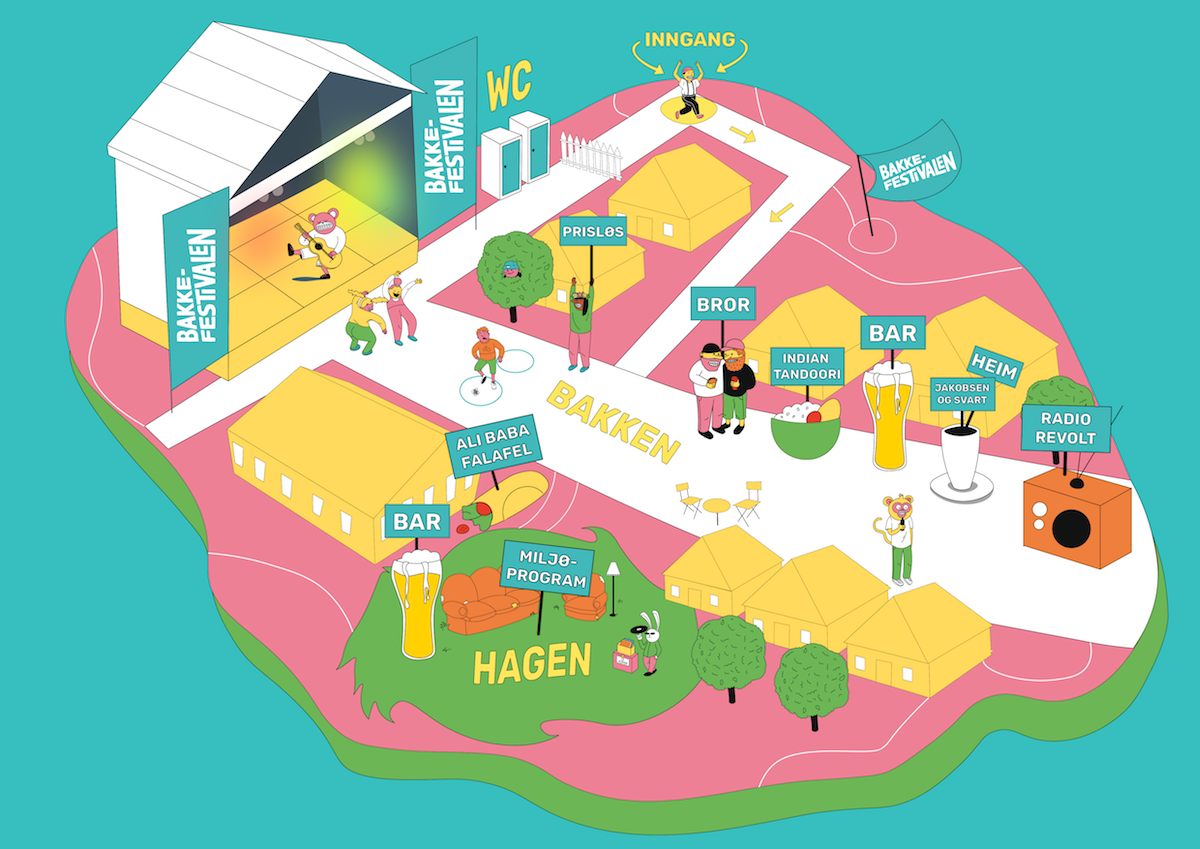 INNGANG
WC
BAKKE-
FESTIVALEN
BAKKE-
FESTIVALEN
BAKKE-
FESTIVALEN
PRISLØS
BROR
BAR
INDIAN
TANDOORI
HEIM
JAKOBSEN
OG SVART
RADIO
REVOLT
BAKKEN
ALI BABA
FALAFEL
BAR
MILJØ-
PROGRAM
HAGEN